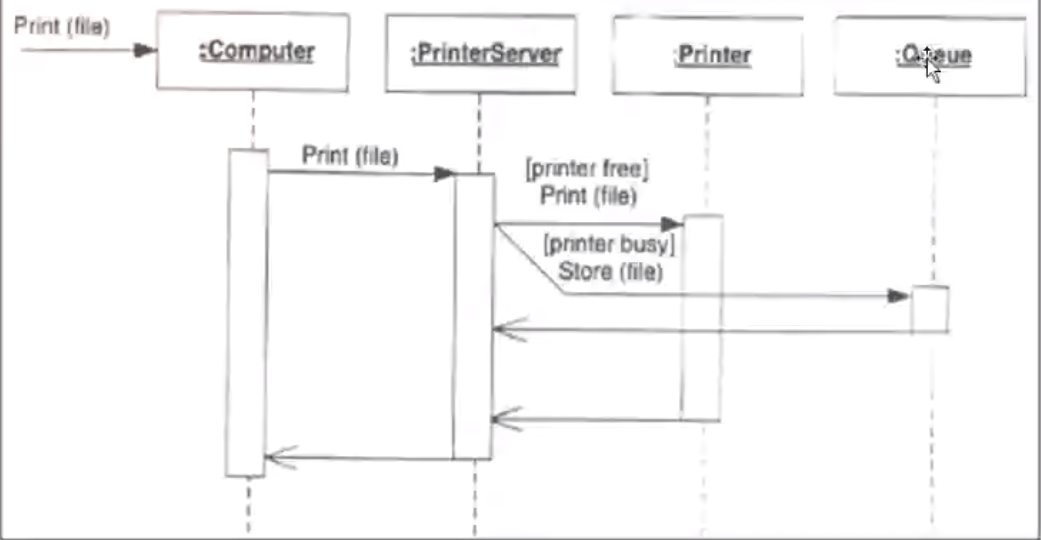 Print (file)
:Computer
:PrinterServer
:Printer
:Queue
Print (file)
[printer free]
Print (file)
[printer busy]
Store (file)